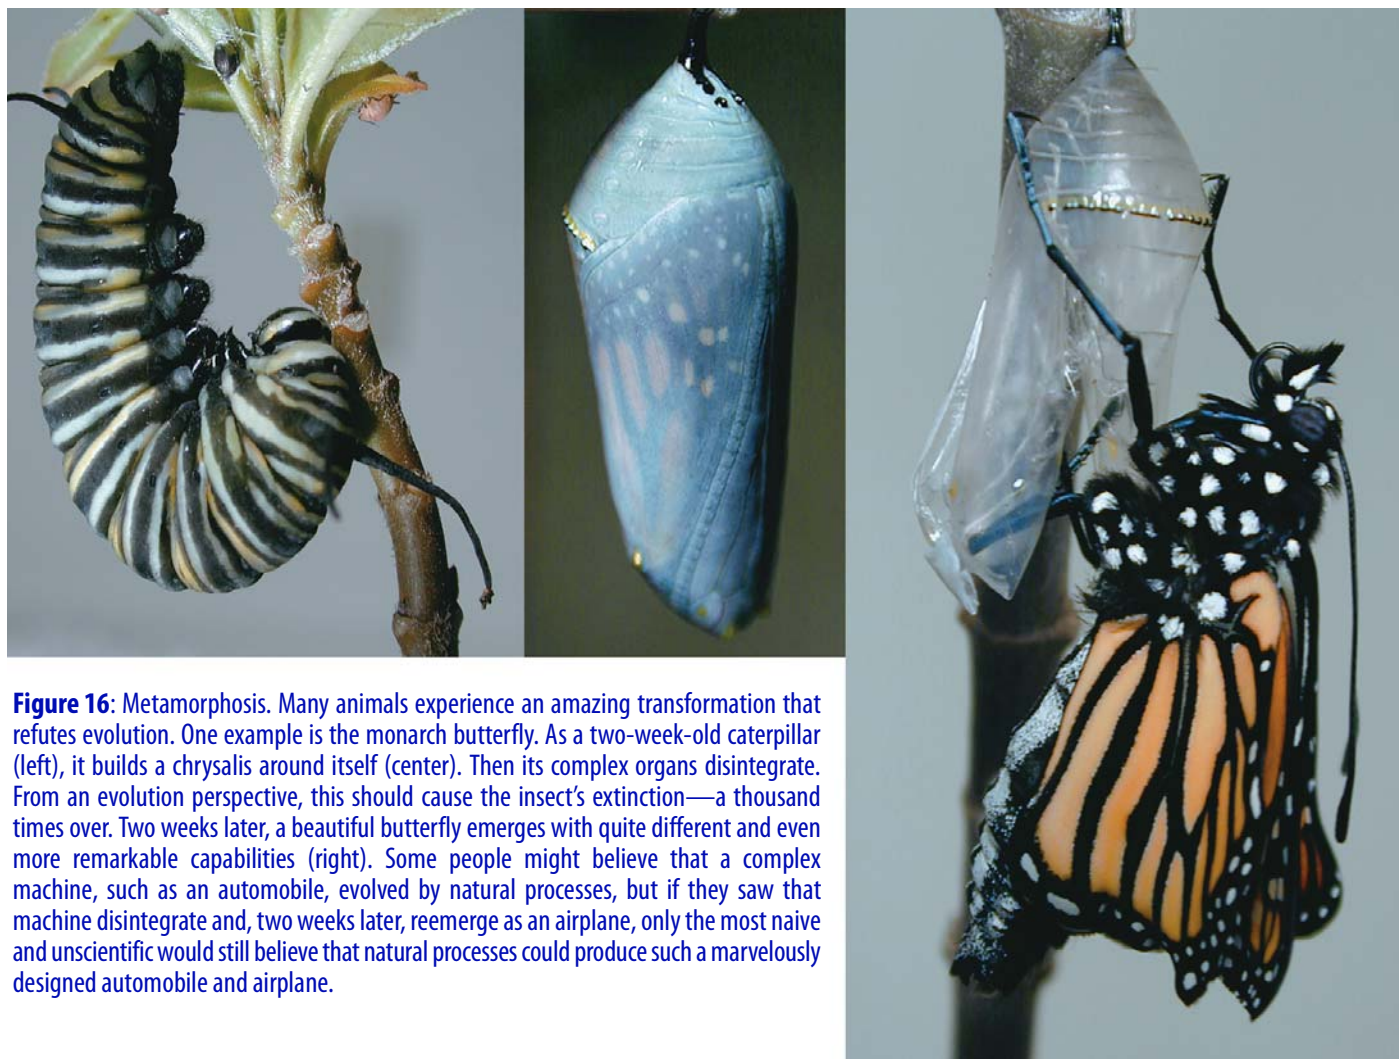 Figure 16: Metamorphosis. Many animals experience an amazing transformation that
refutes evolution. One example is the monarch butterfly. As a two-week-old caterpillar
(left), it builds a chrysalis around itself (center). Then its complex organs disintegrate.
From an evolution perspective, this should cause the insect’s extinction—a thousand
times over. Two weeks later, a beautiful butterfly emerges with quite different and even
more remarkable capabilities (right). Some people might believe that a complex
machine, such as an automobile, evolved by natural processes, but if they saw that
machine disintegrate and, two weeks later, reemerge as an airplane, only the most naive
and unscientific would still believe that natural processes could produce such a marvelously
designed automobile and airplane.